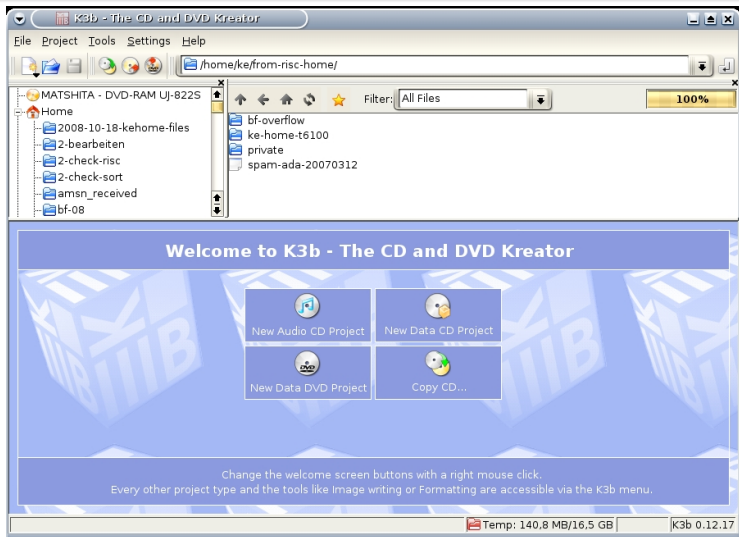 K3b - The CD and DVD Kreator
File Project Tools Settings Help
/home/ke/from-risc-home/
MATSHITA - DVD-RAM UJ-822S
Home
2008-10-18-kehome-files
2-bearbeiten
2-check-risc
2-check-sort
amsn_received
bf-08
Filter: All Files
100%
bf-overflow
ke-home-t6100
private
spam-ada-20070312
Welcome to K3b - The CD and DVD Kreator
New Audio CD Project
New Data CD Project
New Data DVD Project
Copy CD...
Change the welcome screen buttons with a right mouse click.
Every other project type and the tools like Image writing or Formatting are accessible via the K3b menu.
Temp: 140,8 MB/16,5 GB
K3b 0.12.17